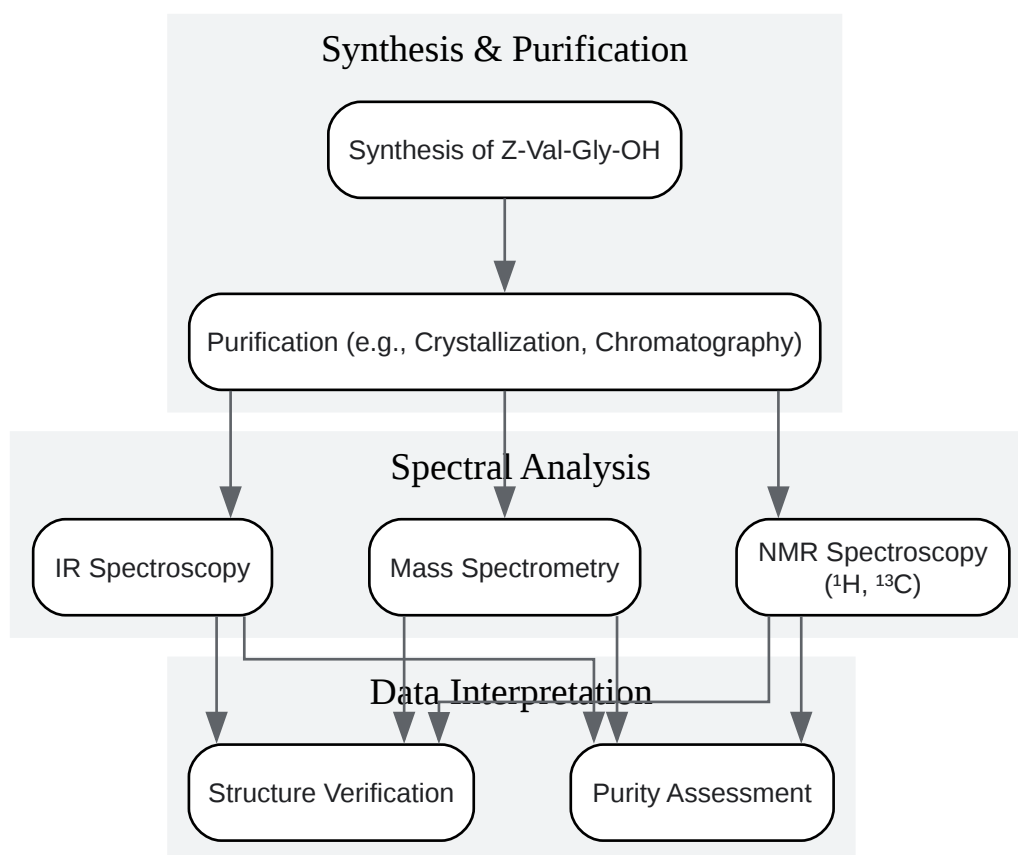 Synthesis & Purification
Synthesis of Z-Val-Gly-OH
Purification (e.g., Crystallization, Chromatography)
Spectral Analysis
IR Spectroscopy
Mass Spectrometry
NMR Spectroscopy
(¹H, ¹³C)
Data Interpretation
Structure Verification
Purity Assessment